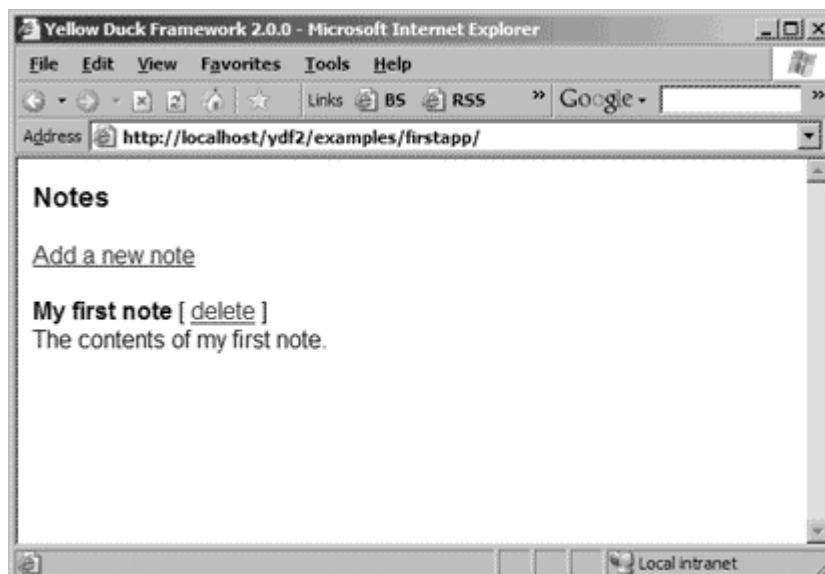 Yellow Duck Framework 2.0.0 - Microsoft Internet Explorer
File Edit View Favorites Tools Help
Links BS RSS » Google »
Address http://localhost/ydf2/examples/firstapp/
Notes
Add a new note
My first note [ delete ]
The contents of my first note.
Local intranet